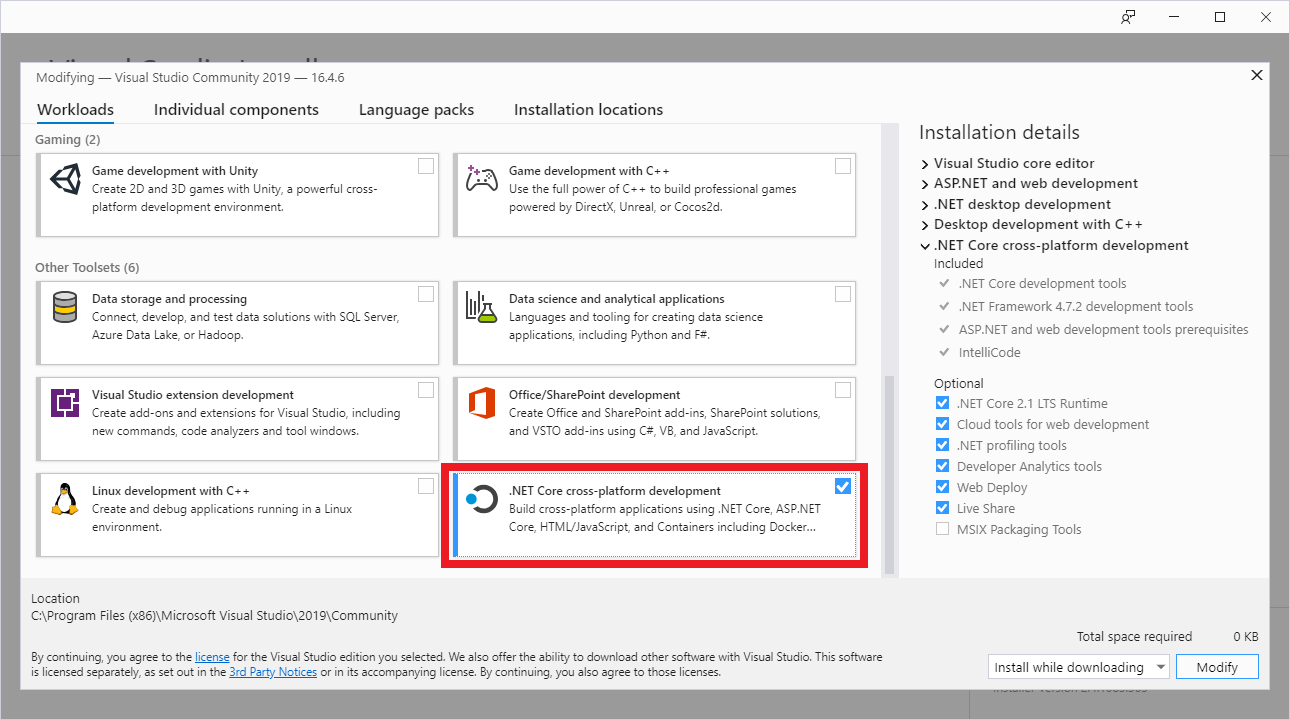 Modifying — Visual Studio Community 2019 — 16.4.6
Workloads
Individual components
Language packs
Installation locations
Gaming (2)
Game development with Unity
Create 2D and 3D games with Unity, a powerful cross-
platform development environment.
Game development with C++
Use the full power of C++ to build professional games
powered by DirectX, Unreal, or Cocos2d.
Other Toolsets (6)
Data storage and processing
Connect, develop, and test data solutions with SQL Server,
Azure Data Lake, or Hadoop.
Data science and analytical applications
Languages and tooling for creating data science
applications, including Python and F#.
Visual Studio extension development
Create add-ons and extensions for Visual Studio, including
new commands, code analyzers and tool windows.
Office/SharePoint development
Create Office and SharePoint add-ins, SharePoint solutions,
and VSTO add-ins using C#, VB, and JavaScript.
Linux development with C++
Create and debug applications running in a Linux
environment.
.NET Core cross-platform development
Build cross-platform applications using .NET Core, ASP.NET
Core, HTML/JavaScript, and Containers including Docker...
Installation details
Visual Studio core editor
ASP.NET and web development
.NET desktop development
Desktop development with C++
.NET Core cross-platform development
Included
.NET Core development tools
.NET Framework 4.7.2 development tools
ASP.NET and web development tools prerequisites
IntelliCode
Optional
.NET Core 2.1 LTS Runtime
Cloud tools for web development
.NET profiling tools
Developer Analytics tools
Web Deploy
Live Share
MSIX Packaging Tools
Location
C:\Program Files (x86)\Microsoft Visual Studio\2019\Community
Total space required 0 KB
By continuing, you agree to the license for the Visual Studio edition you selected. We also offer the ability to download other software with Visual Studio. This software
is licensed separately, as set out in the 3rd Party Notices or in its accompanying license. By continuing, you also agree to those licenses.
Install while downloading
Modify